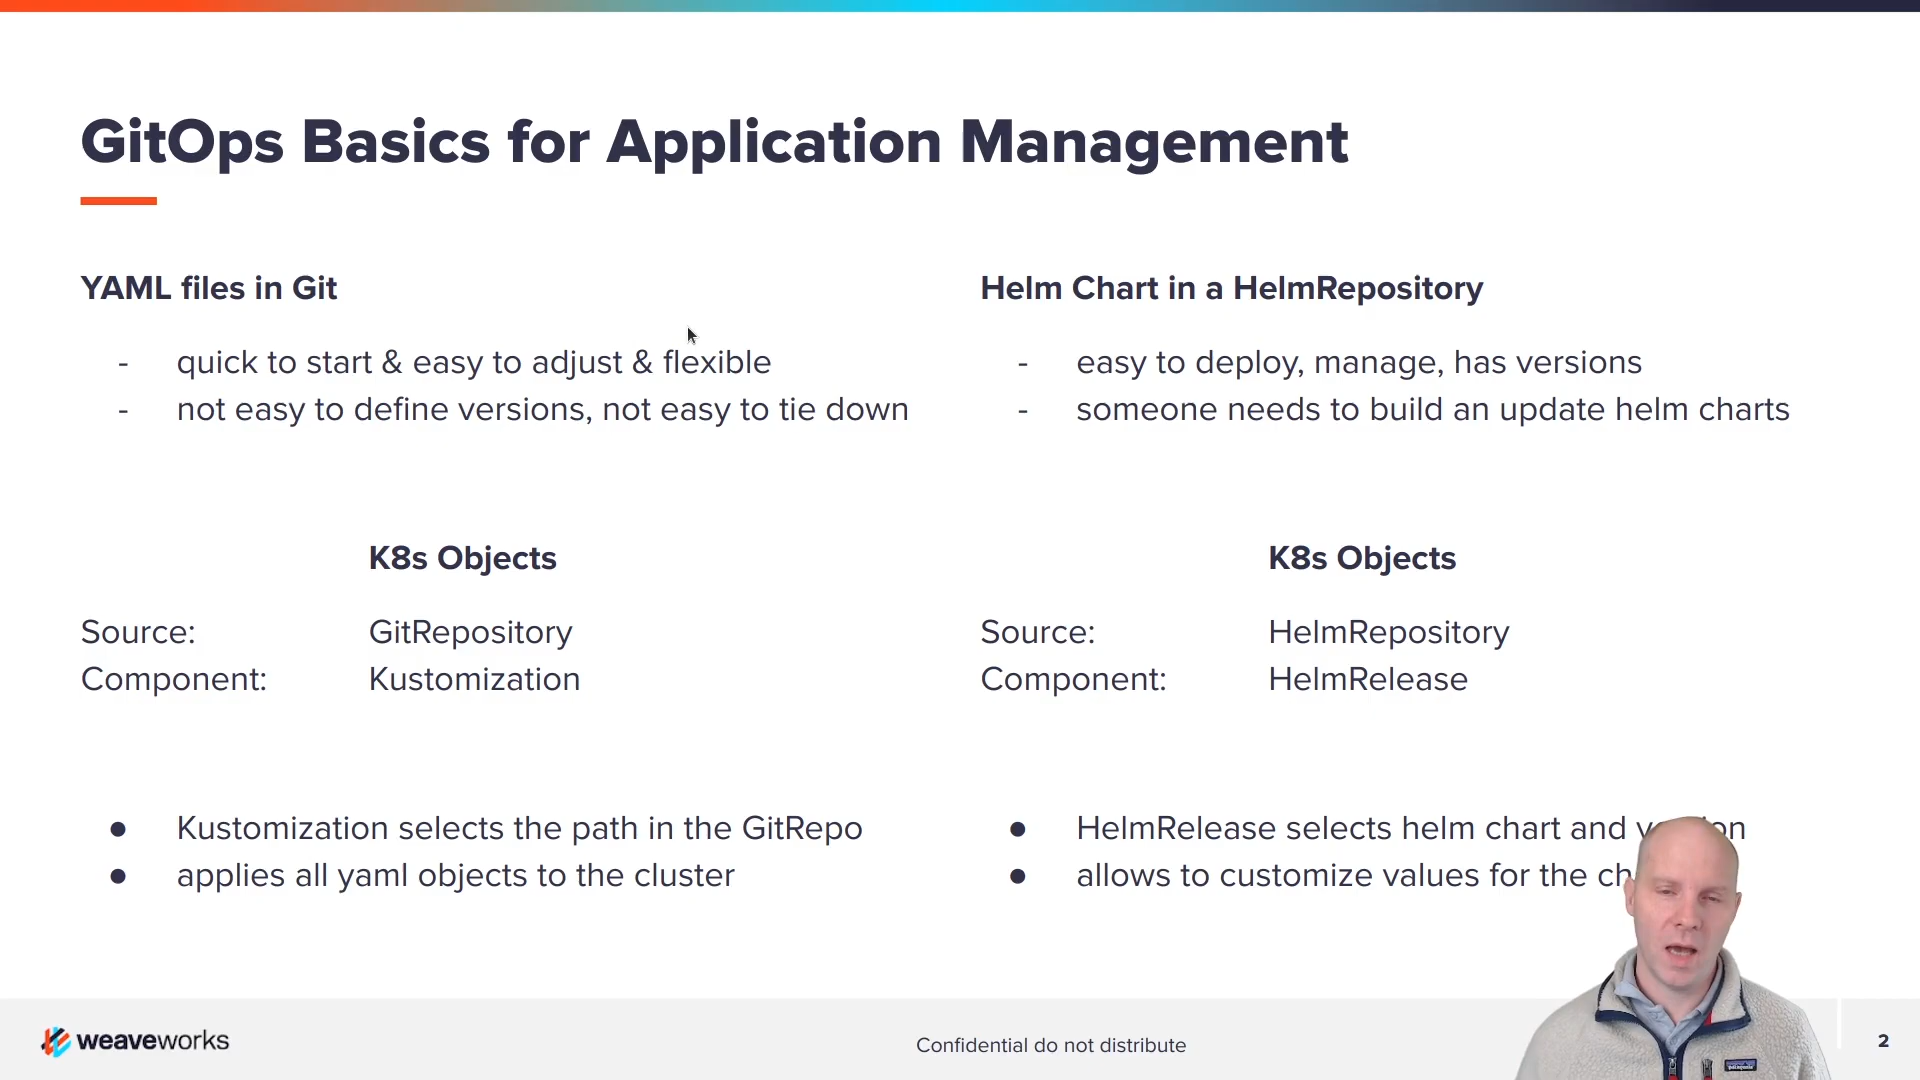 GitOps Basics for Application Management
YAML files in Git
- quick to start & easy to adjust & flexible
- not easy to define versions, not easy to tie down
K8s Objects
Source: GitRepository
Component: Kustomization
● Kustomization selects the path in the GitRepo
● applies all yaml objects to the cluster
Helm Chart in a HelmRepository
- easy to deploy, manage, has versions
- someone needs to build an update helm charts
K8s Objects
Source: HelmRepository
Component: HelmRelease
● HelmRelease selects helm chart and
● allows to customize values for the
weaveworks
Confidential do not distribute
2